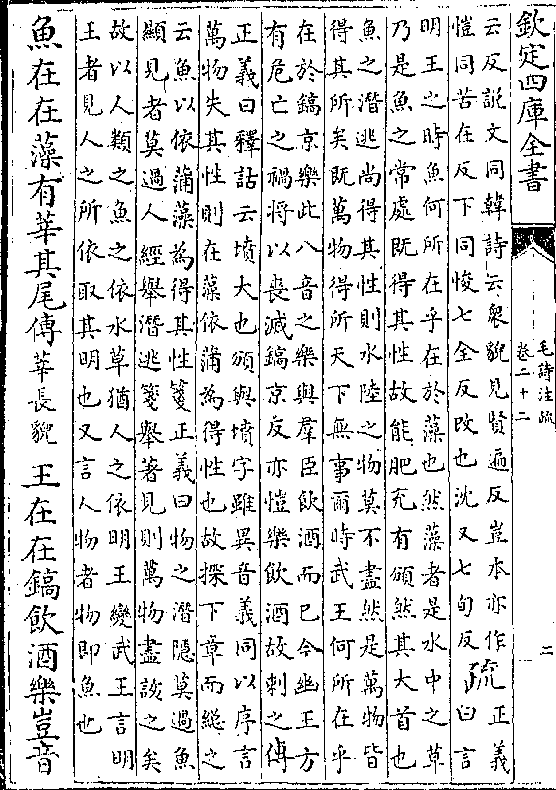 欽定四庫全書
毛詩注疏
卷二十二
二
云反說文同韓詩云衆貌見賢遍反豈本亦作
愷同苦在反下同悛七全反改也沈又七旬反
疏
正義
曰言
明王之時魚何所在乎在於藻也然藻者是水中之草
乃是魚之常處既得其性故能肥充有頒然其大首也
魚之潛逃尚得其性則水陸之物莫不盡然是萬物皆
得其所矣既萬物得所天下無事爾時武王何所在乎
在於鎬京樂此八音之樂與羣臣飲酒而已今幽王方
有危亡之禍將以喪滅鎬京反亦愷樂飲酒故刺之傳
正義曰釋詁云墳大也頒與墳字雖異音義同以序言
萬物失其性則在藻依蒲為得性也故探下章而總之
云魚以依蒲藻為得其性箋正義曰物之潛隱莫過魚
顯見者莫過人經舉潛逃箋舉著見則萬物盡該之矣
故以人類之魚之依水草猶人之依明王變武王言明
王者見人之所依取其明也又言人物者物即魚也
魚在在藻有莘其尾傳莘長貌王在在鎬飲酒樂豈音